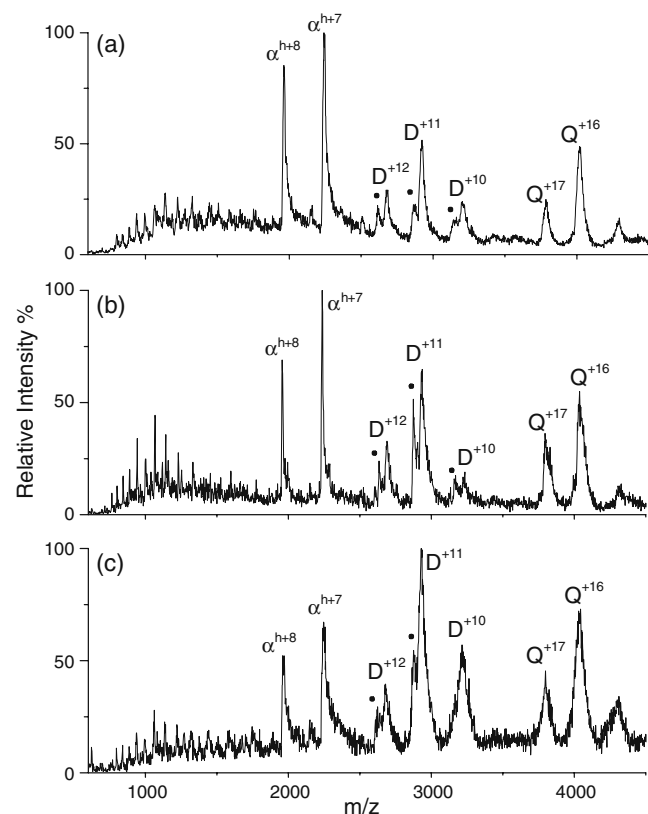 (a)
α^h+8
α^h+7
D^+12
D^+11
D^+10
Q^+17
Q^+16
100
50
0
(b)
α^h+8
α^h+7
D^+12
D^+11
D^+10
Q^+17
Q^+16
100
50
0
Relative Intensity %
(c)
α^h+8
α^h+7
D^+12
D^+11
D^+10
Q^+17
Q^+16
100
50
0
1000 2000 3000 4000
m/z